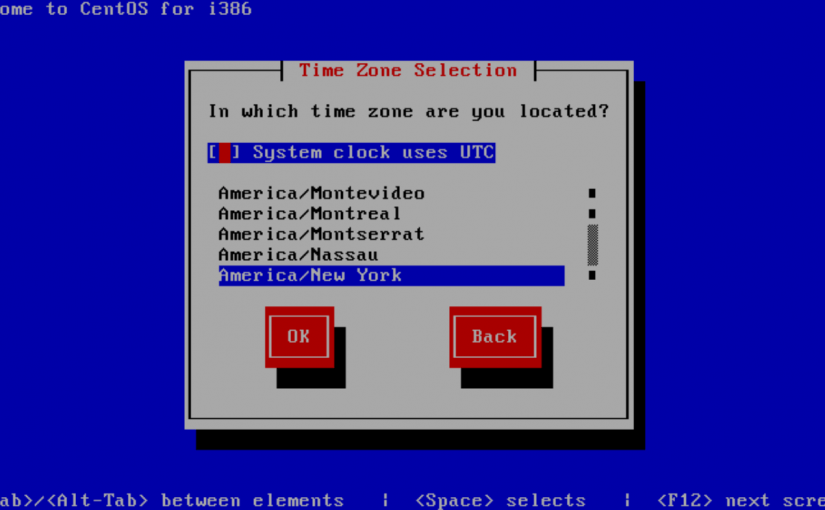 ome to CentOS for i386
Time Zone Selection
In which time zone are you located?
[ ] System clock uses UTC
America/Montevideo
America/Montreal
America/Montserrat
America/Nassau
America/New York
OK
Back
ab>/<Alt-Tab> between elements | <Space> selects | <F12> next scre